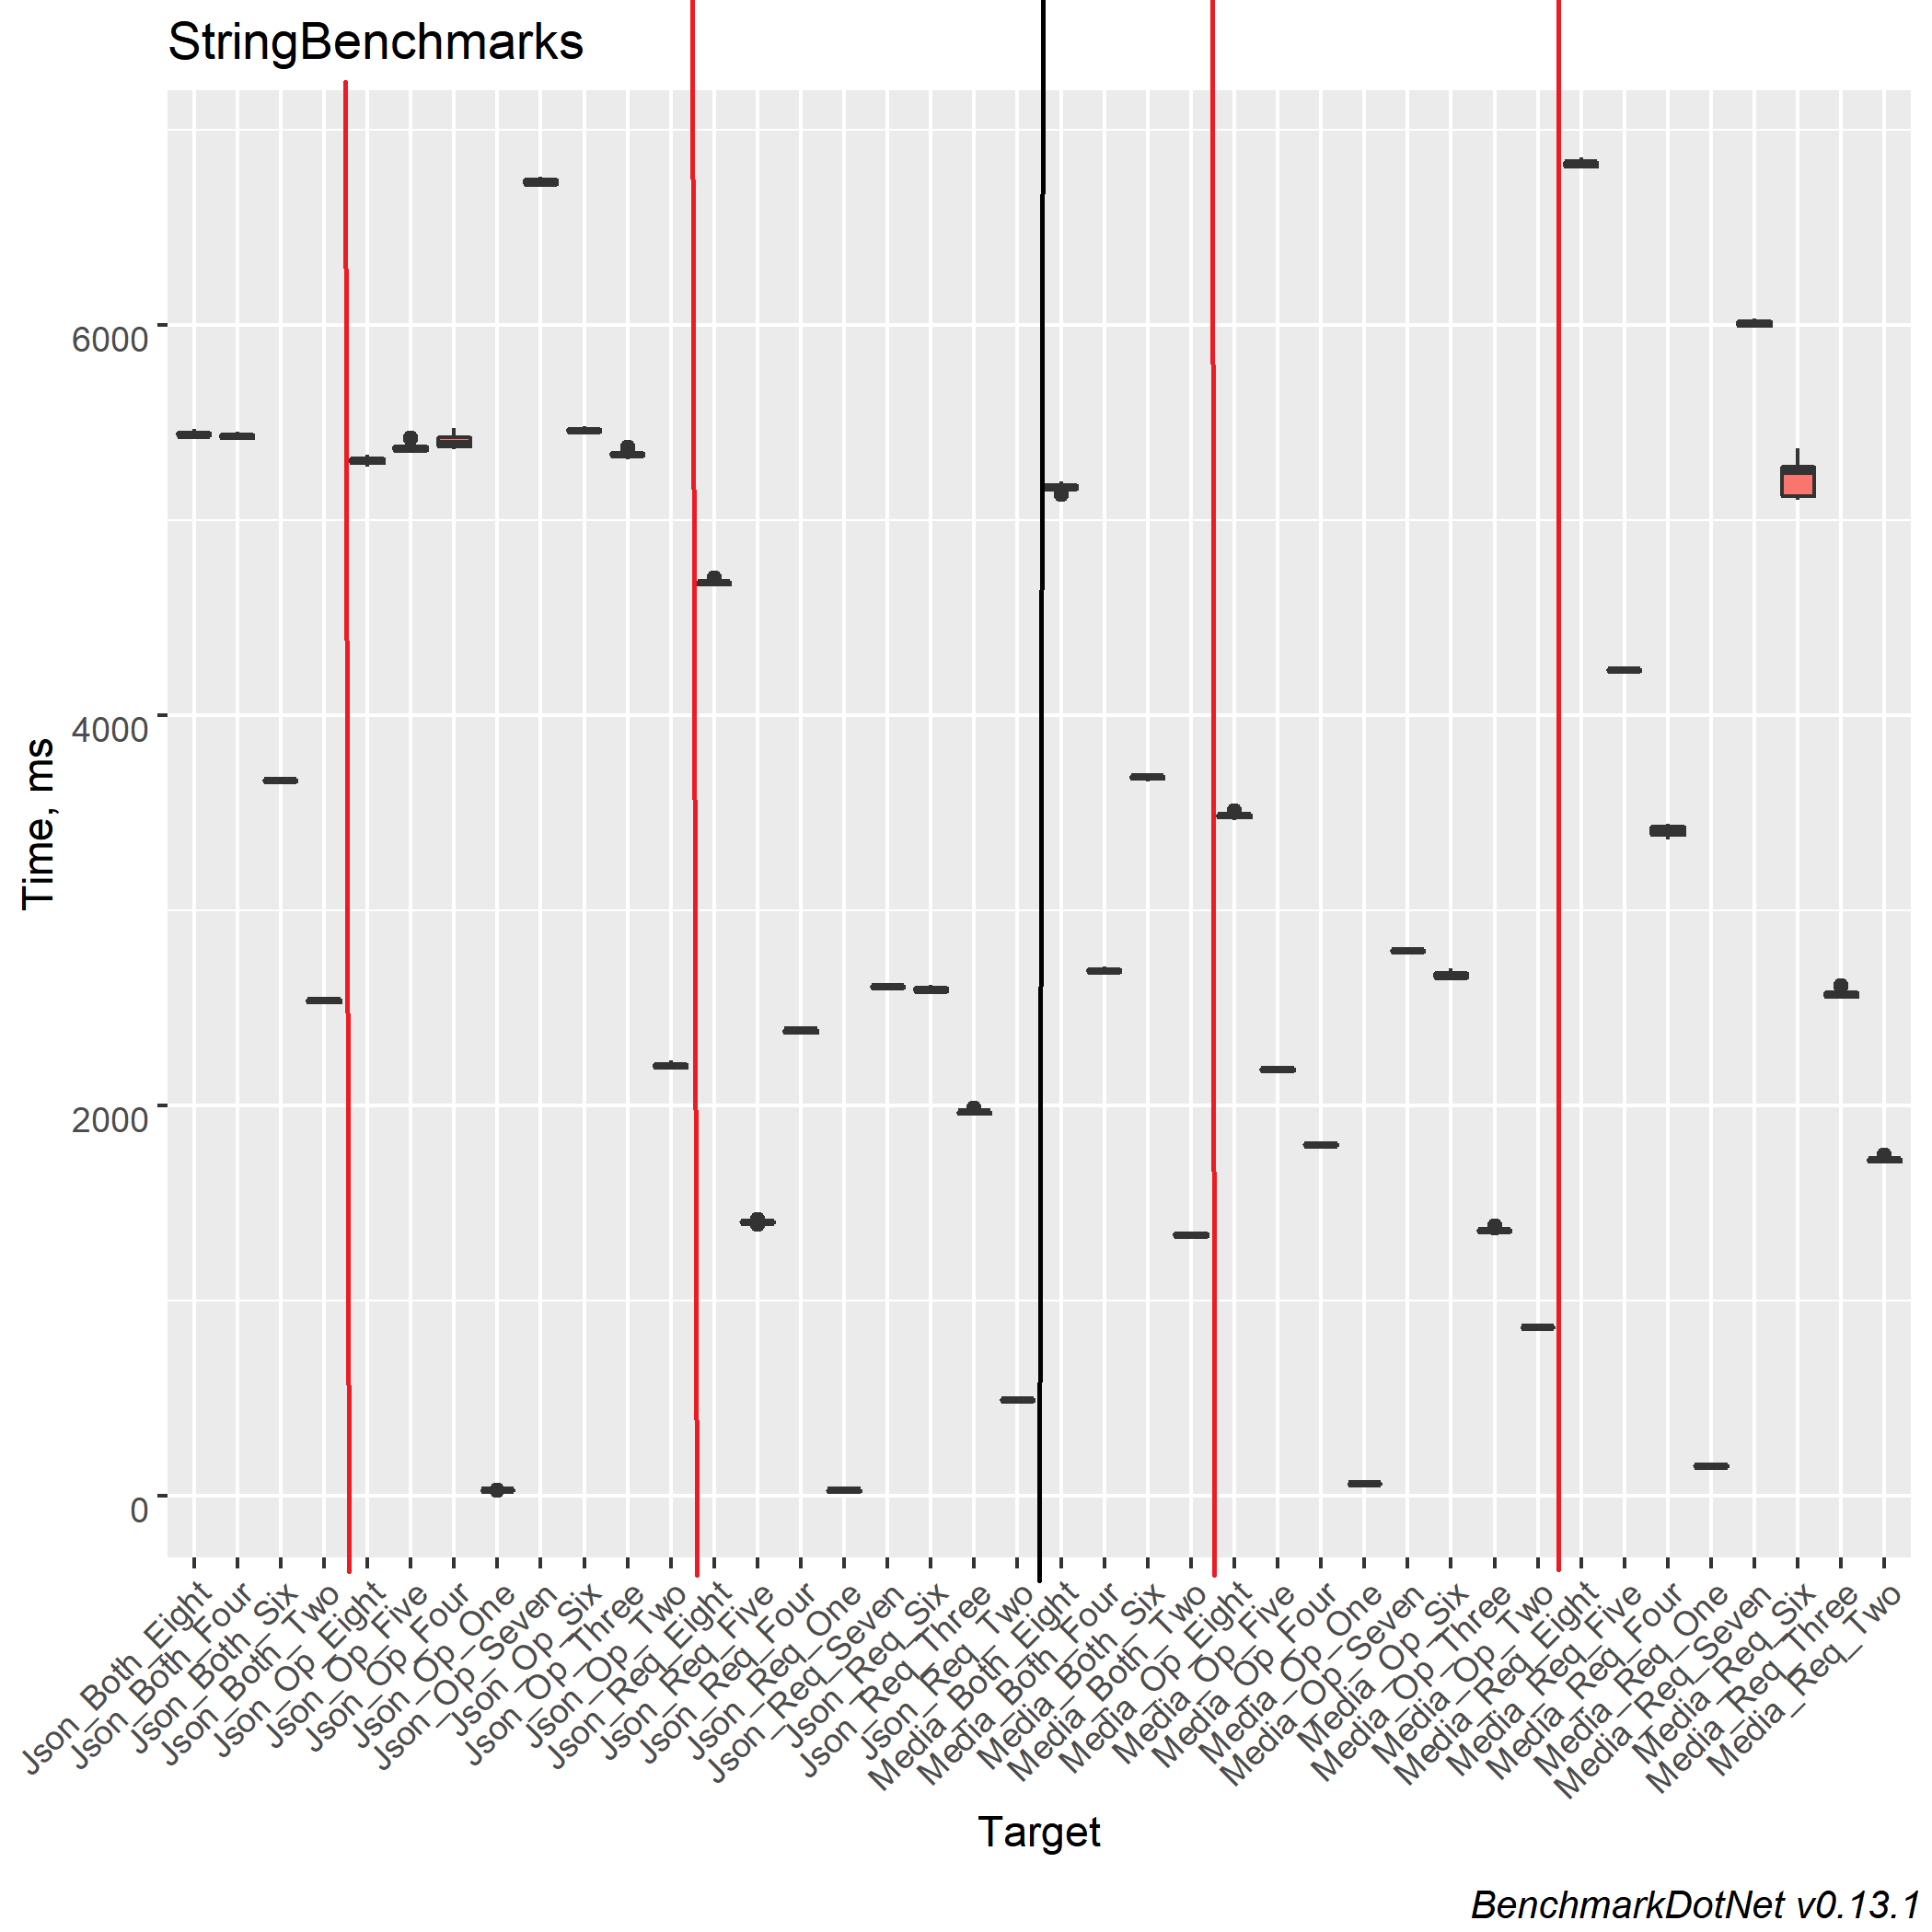 StringBenchmarks
Time, ms
6000
4000
2000
0
Json_Both_Eight
Json_Both_Four
Json_Both_Six
Json_Both_Two
Json_Op_Eight
Json_Op_Five
Json_Op_Four
Json_Op_One
Json_Op_Seven
Json_Op_Six
Json_Op_Three
Json_Op_Two
Json_Req_Eight
Json_Req_Five
Json_Req_Four
Json_Req_One
Json_Req_Seven
Json_Req_Six
Json_Req_Three
Json_Req_Two
Media_Both_Eight
Media_Both_Four
Media_Both_Six
Media_Both_Two
Media_Op_Eight
Media_Op_Five
Media_Op_Four
Media_Op_One
Media_Op_Seven
Media_Op_Six
Media_Op_Three
Media_Op_Two
Media_Req_Eight
Media_Req_Five
Media_Req_Four
Media_Req_One
Media_Req_Seven
Media_Req_Six
Media_Req_Three
Media_Req_Two
Target
BenchmarkDotNet v0.13.1